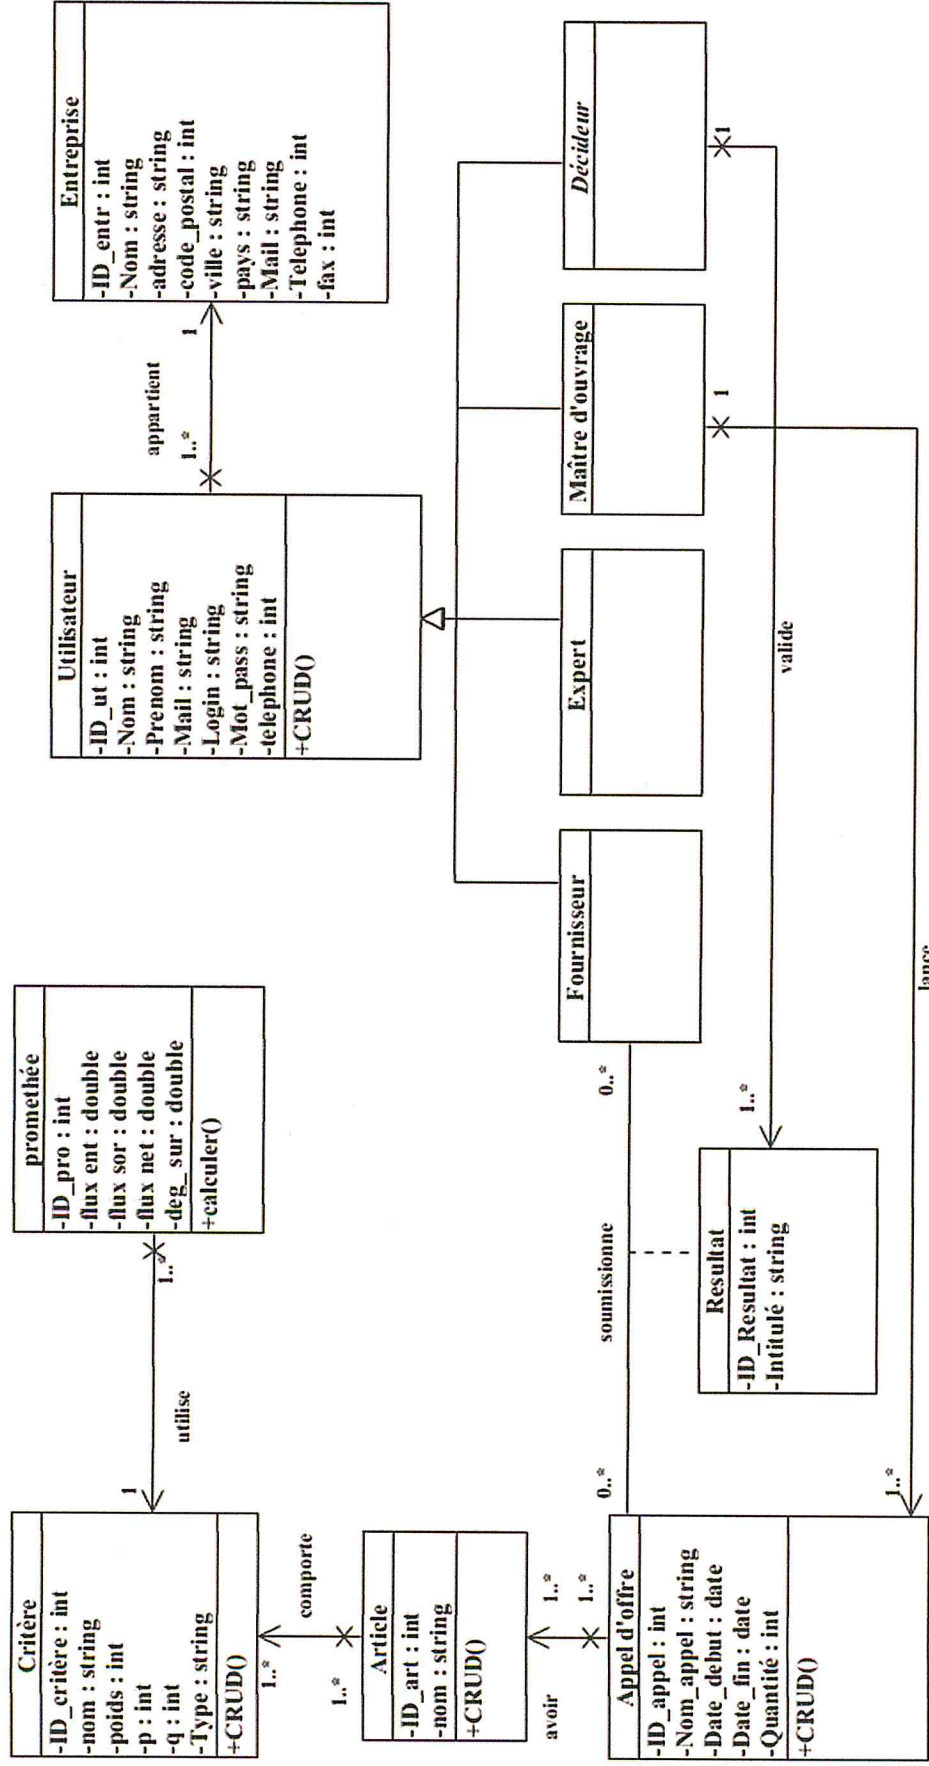 Critère
-ID_critère : int
-nom : string
-poids : int
-p : int
-q : int
-Type : string
+CRUD()
1
utilise
1..*
promethée
-ID_pro : int
-flux ent : double
-flux sor : double
-flux net : double
-deg_sur : double
+calculer()
Utilisateur
-ID_ut : int
-Nom : string
-Prenom : string
-Mail : string
-Login : string
-Mot_pass : string
-telephone : int
+CRUD()
appartient
1..*
1
Entreprise
-ID_entr : int
-Nom : string
-adresse : string
-code_postal : int
-ville : string
-pays : string
-Mail : string
-Telephone : int
-fax : int
1..*
comporte
1..*
Article
-ID_art : int
-nom : string
+CRUD()
avoir
1..*
1..*
Appel d'offre
-ID_appel : int
-Nom_appel : string
-Date_debut : date
-Date_fin : date
-Quantité : int
+CRUD()
0..*
soumissionne
0..*
Fournisseur
Expert
Maître d'ouvrage
Décideur
Resultat
-ID_Resultat : int
-Intitulé : string
1..*
valide
1
1..*
lance
1